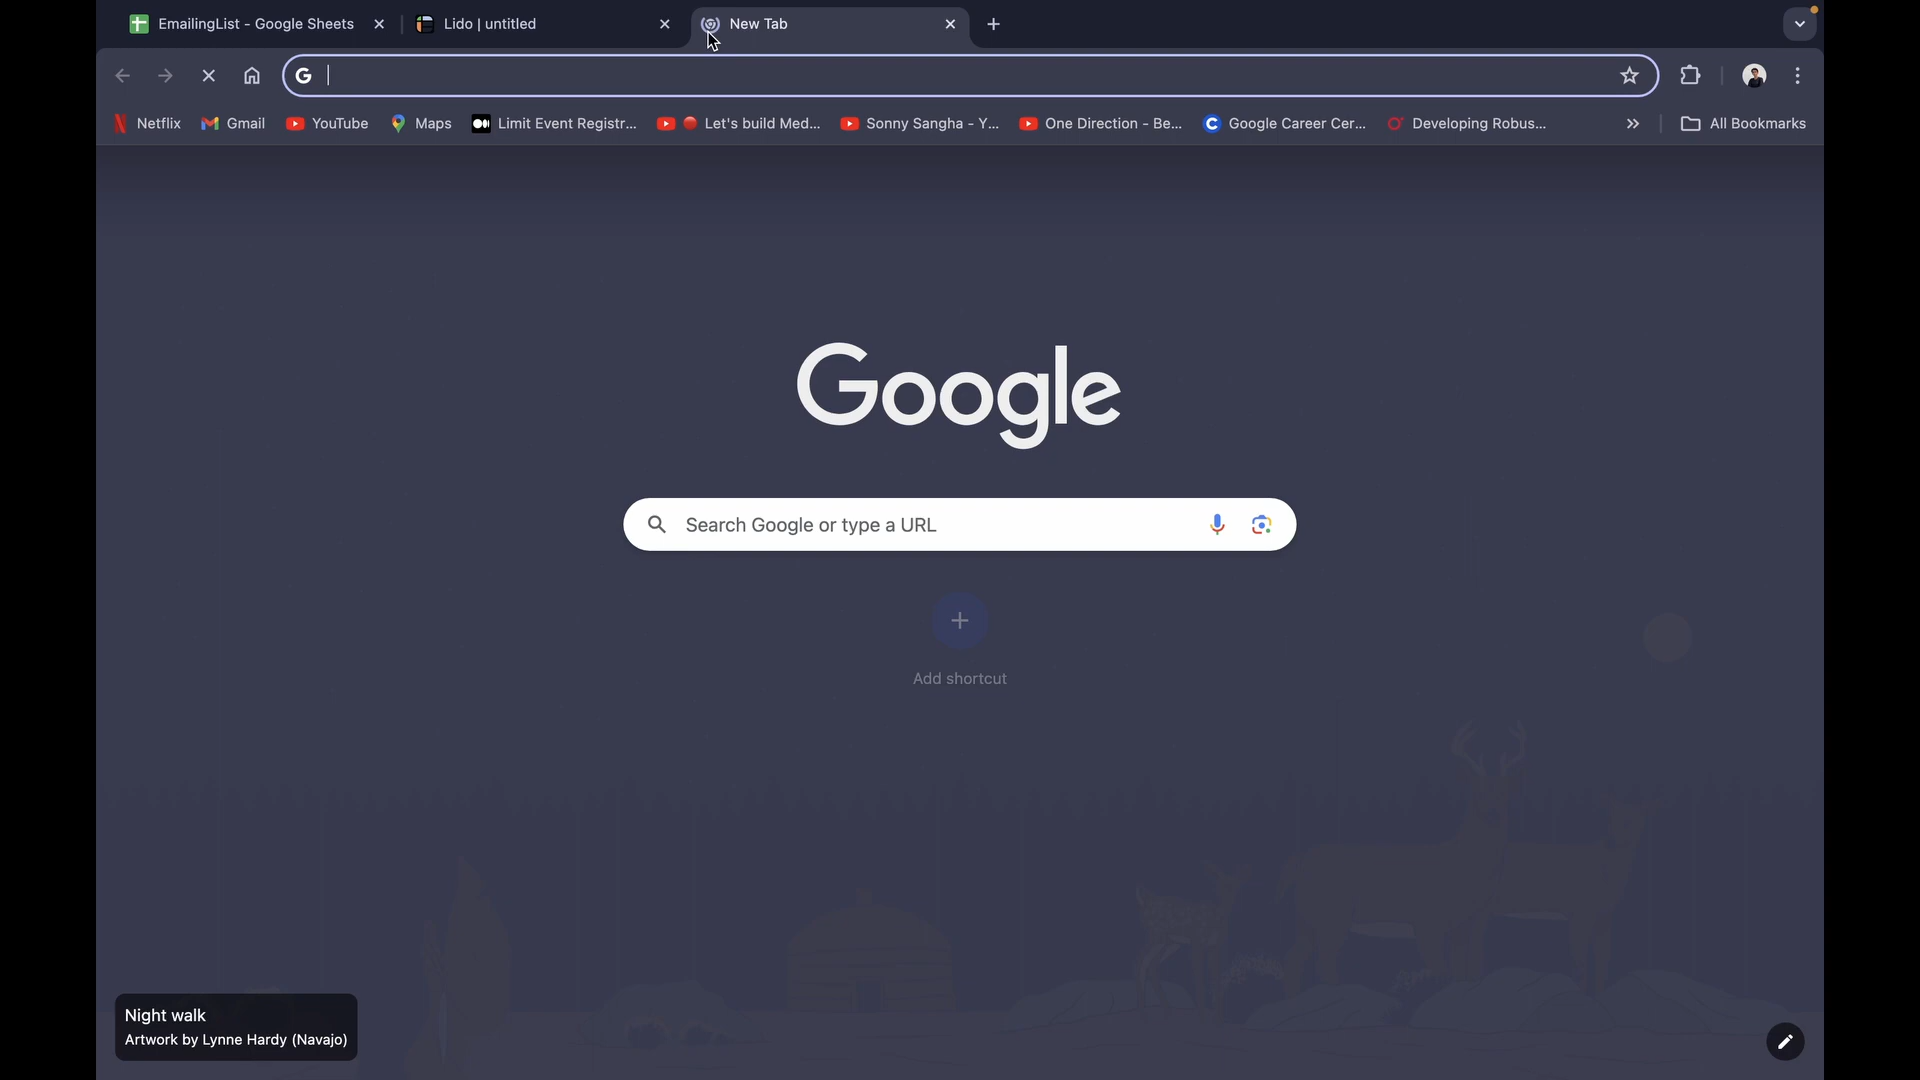 EmailingList - Google Sheets
Lido | untitled
New Tab
Netflix
Gmail
YouTube
Maps
Limit Event Registr...
Let's build Med...
Sonny Sangha - Y...
One Direction - Be...
Google Career Cer...
Developing Robus...
All Bookmarks
Google
Search Google or type a URL
Add shortcut
Night walk
Artwork by Lynne Hardy (Navajo)